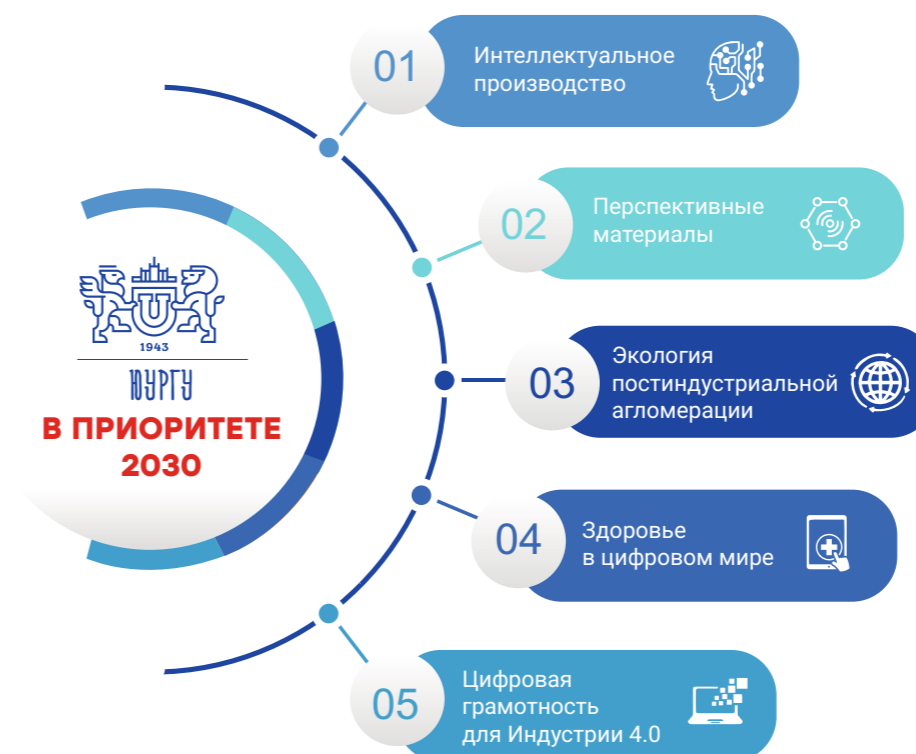 1943
ЮУРГУ
В ПРИОРИТЕТЕ
2030
01
Интеллектуальное
производство
02
Перспективные
материалы
03
Экология
постиндустриальной
агломерации
04
Здоровье
в цифровом мире
05
Цифровая
грамотность
для Индустрии 4.0